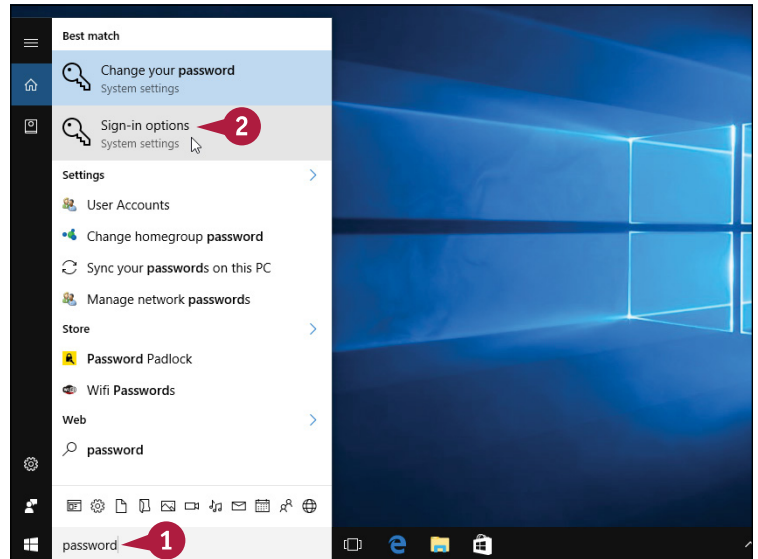 Best match
Change your password
System settings
Sign-in options
2
System settings
Settings
User Accounts
Change homegroup password
Sync your passwords on this PC
Manage network passwords
Store
Password Padlock
Wifi Passwords
Web
password
password
1